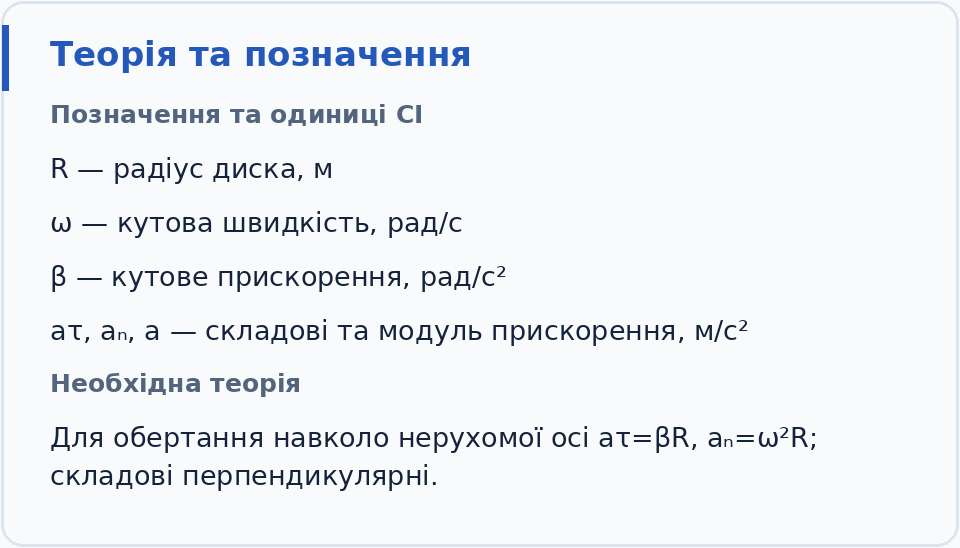 Теорія та позначення
Позначення та одиниці СІ
R — радіус диска, м
ω — кутова швидкість, рад/с
β — кутове прискорення, рад/с²
aτ, aₙ, a — складові та модуль прискорення, м/с²
Необхідна теорія
Для обертання навколо нерухомої осі aτ=βR, aₙ=ω²R;
складові перпендикулярні.